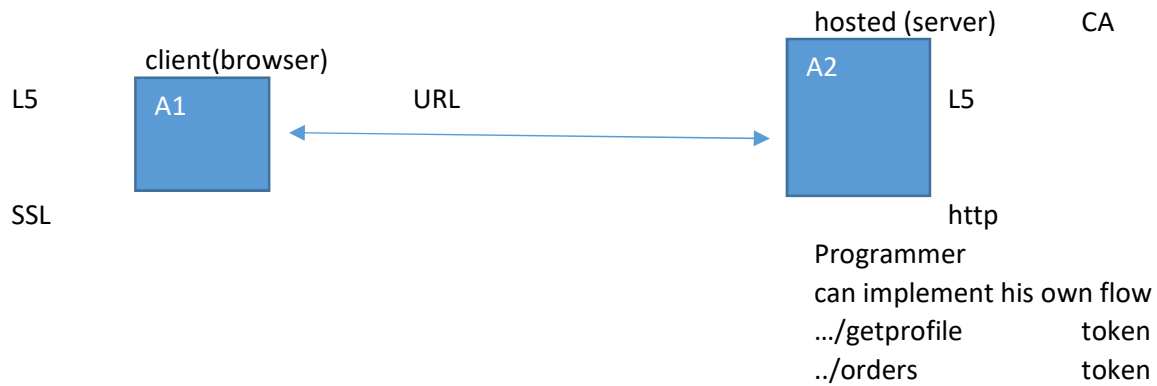 hosted (server) CA
client(browser)
A2
L5 A1 URL L5
SSL
http
Programmer
can implement his own flow
…/getprofile token
../orders token